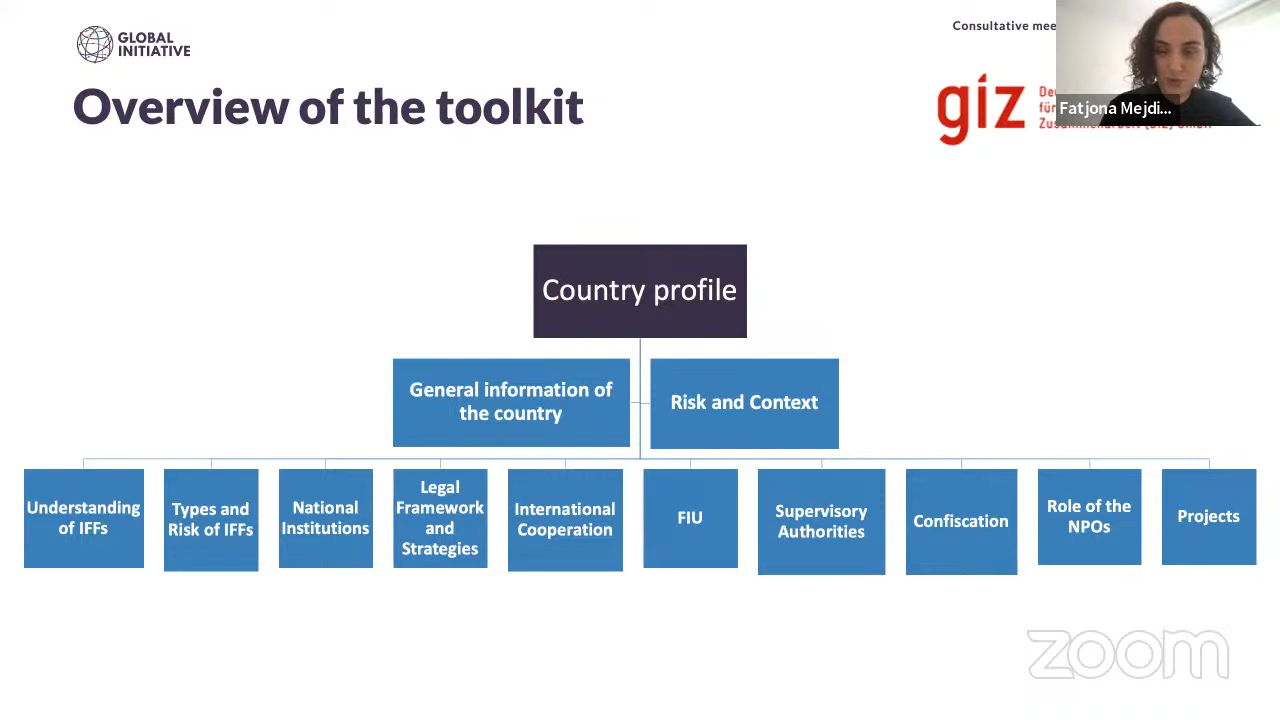 GLOBAL
INITIATIVE
Consultative mee
Overview of the toolkit
giz
für
Fatjona Mejdi...
Country profile
General information of
the country
Risk and Context
Understanding
of IFFs
Types and
Risk of IFFs
National
Institutions
Legal
Framework
and
Strategies
International
Cooperation
FIU
Supervisory
Authorities
Confiscation
Role of the
NPOs
Projects
zoom